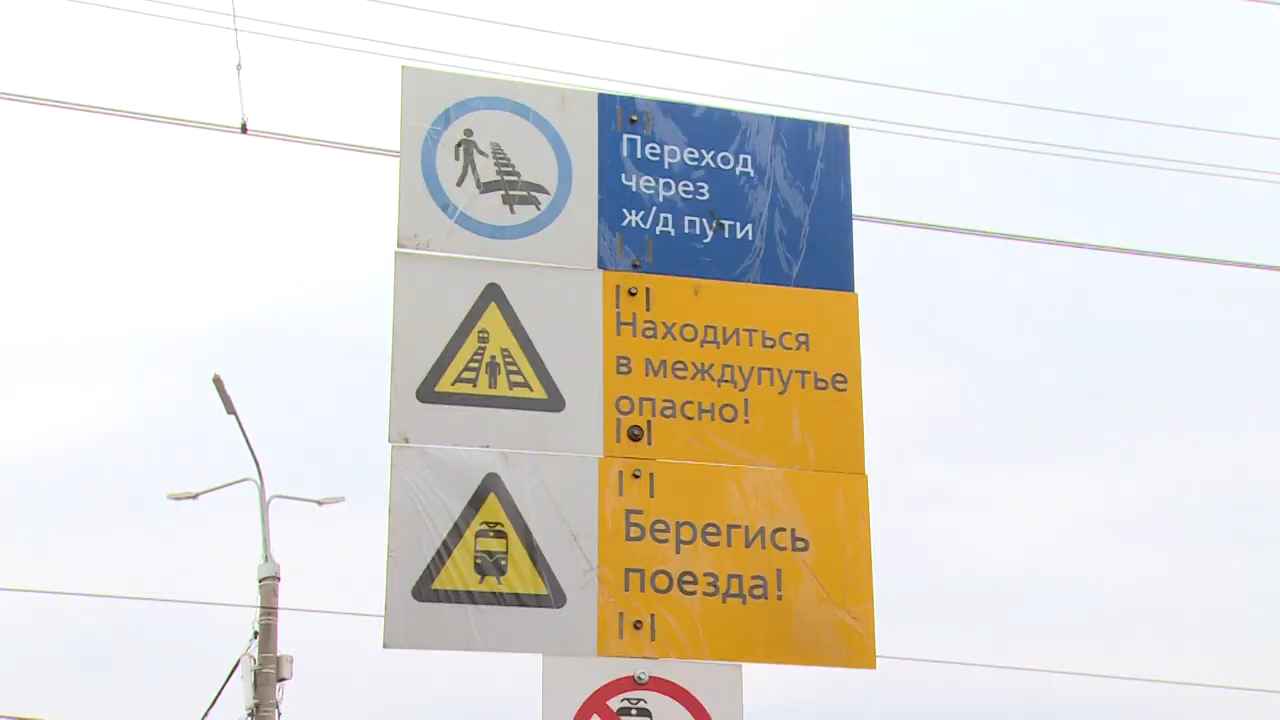 Переход
через
ж/д пути
Находиться
в междупутье
опасно!
Берегись
поезда!